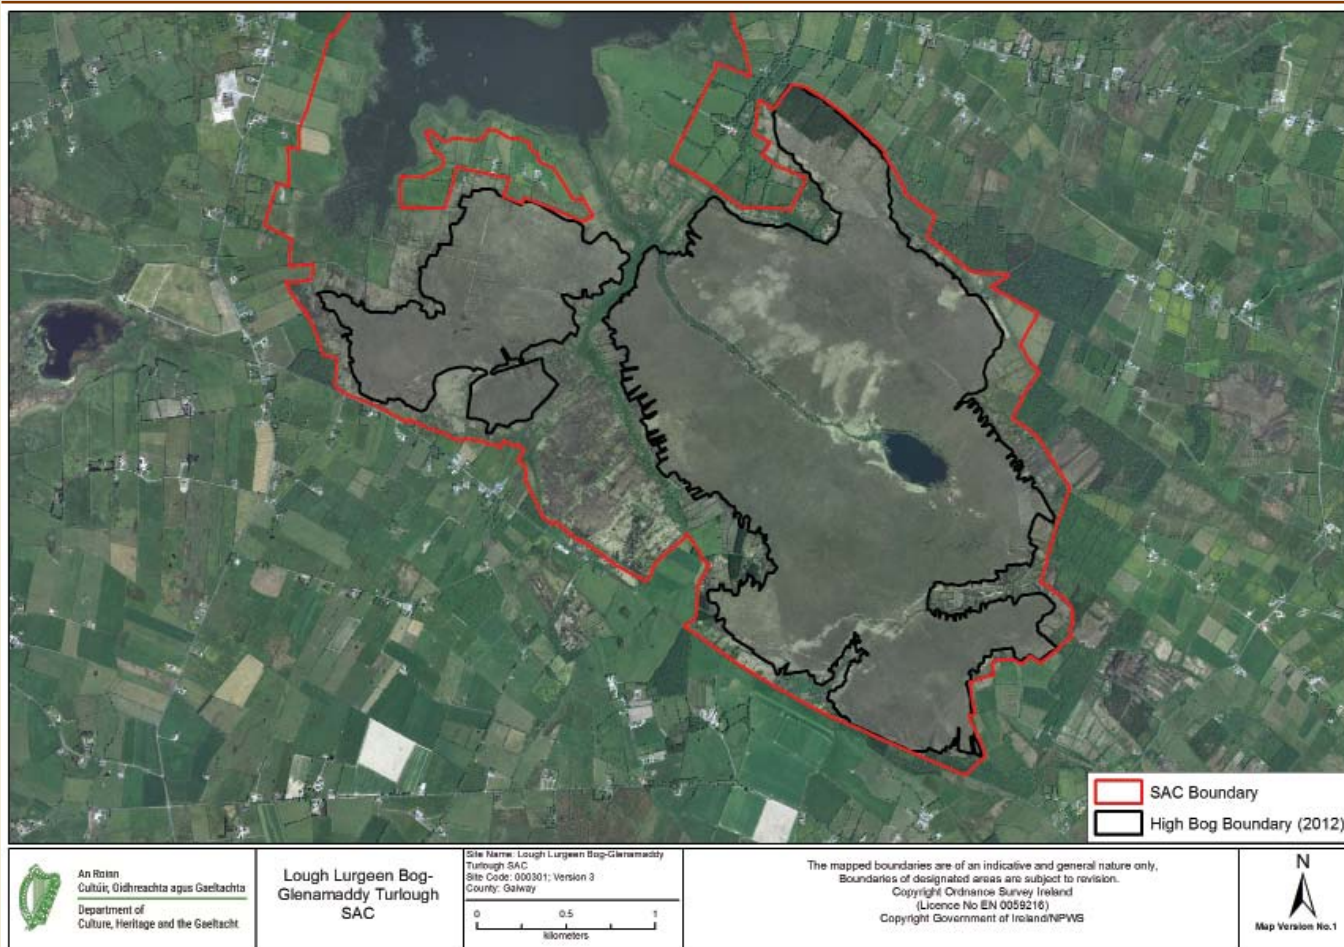 SAC Boundary
High Bog Boundary (2012)
An Roinn
Cultúir, Oidhreachta agus Gaeltachta
Department of
Culture, Heritage and the Gaeltacht
Lough Lurgeen Bog-
Glenamaddy Turlough
SAC
Site Name: Lough Lurgeen Bog-Glenamaddy
Turlough SAC
Site Code: 000301; Version 3
County: Galway
0 0.5 1
kilometers
The mapped boundaries are of an indicative and general nature only,
Boundaries of designated areas are subject to revision.
Copyright Ordnance Survey Ireland
(Licence No EN 0059216)
Copyright Government of Ireland/NPWS
N
Map Version No.1